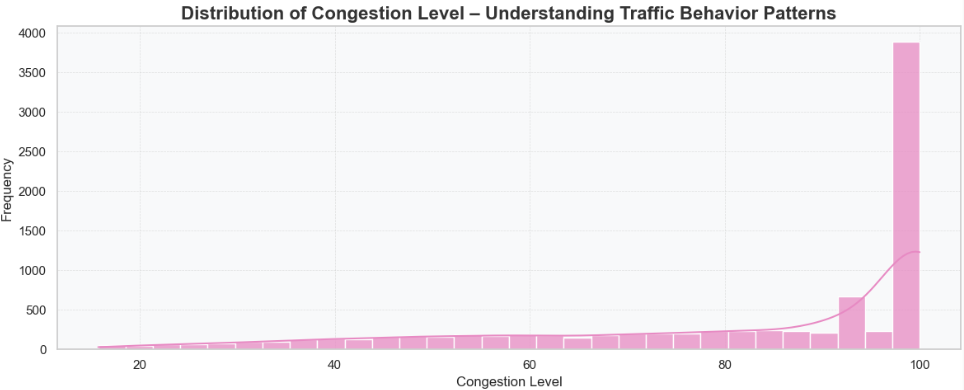 Distribution of Congestion Level – Understanding Traffic Behavior Patterns
4000
3500
3000
2500
2000
1500
1000
500
0
Frequency
20 40 60 80 100
Congestion Level